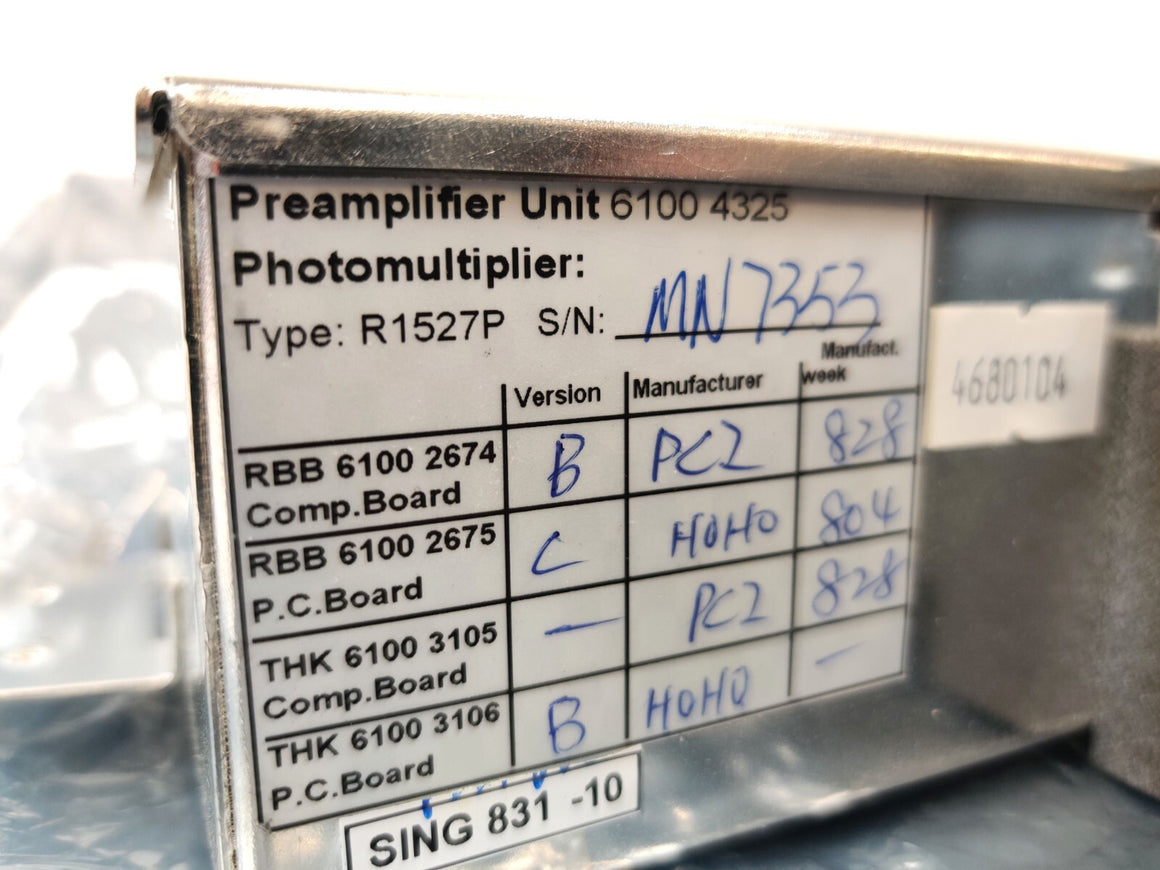 Preamplifier Unit 6100 4325
Photomultiplier:
Type: R1527P S/N: MN7353
Version Manufacturer Manufact. week
RBB 6100 2674 Comp.Board B PC2 828
RBB 6100 2675 P.C.Board C HOHO 804
THK 6100 3105 Comp.Board — PC2 828
THK 6100 3106 P.C.Board B HOHO —
SING 831 -10
4680104